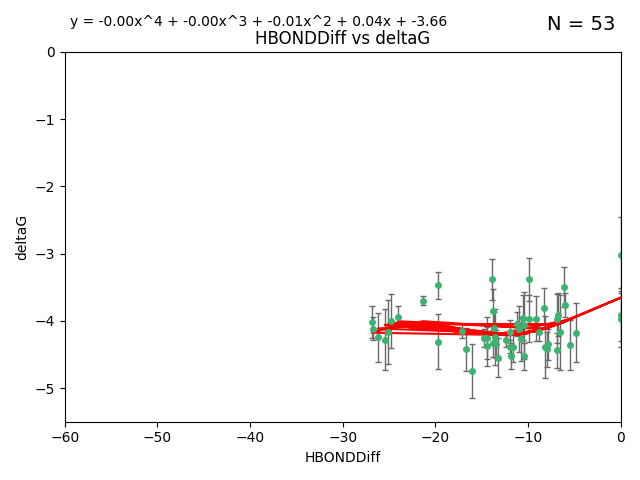 y = -0.00x^4 + -0.00x^3 + -0.01x^2 + 0.04x + -3.66
N = 53
HBONDDiff vs deltaG
0
−1
−2
−3
−4
−5
deltaG
−60 −50 −40 −30 −20 −10 0
HBONDDiff